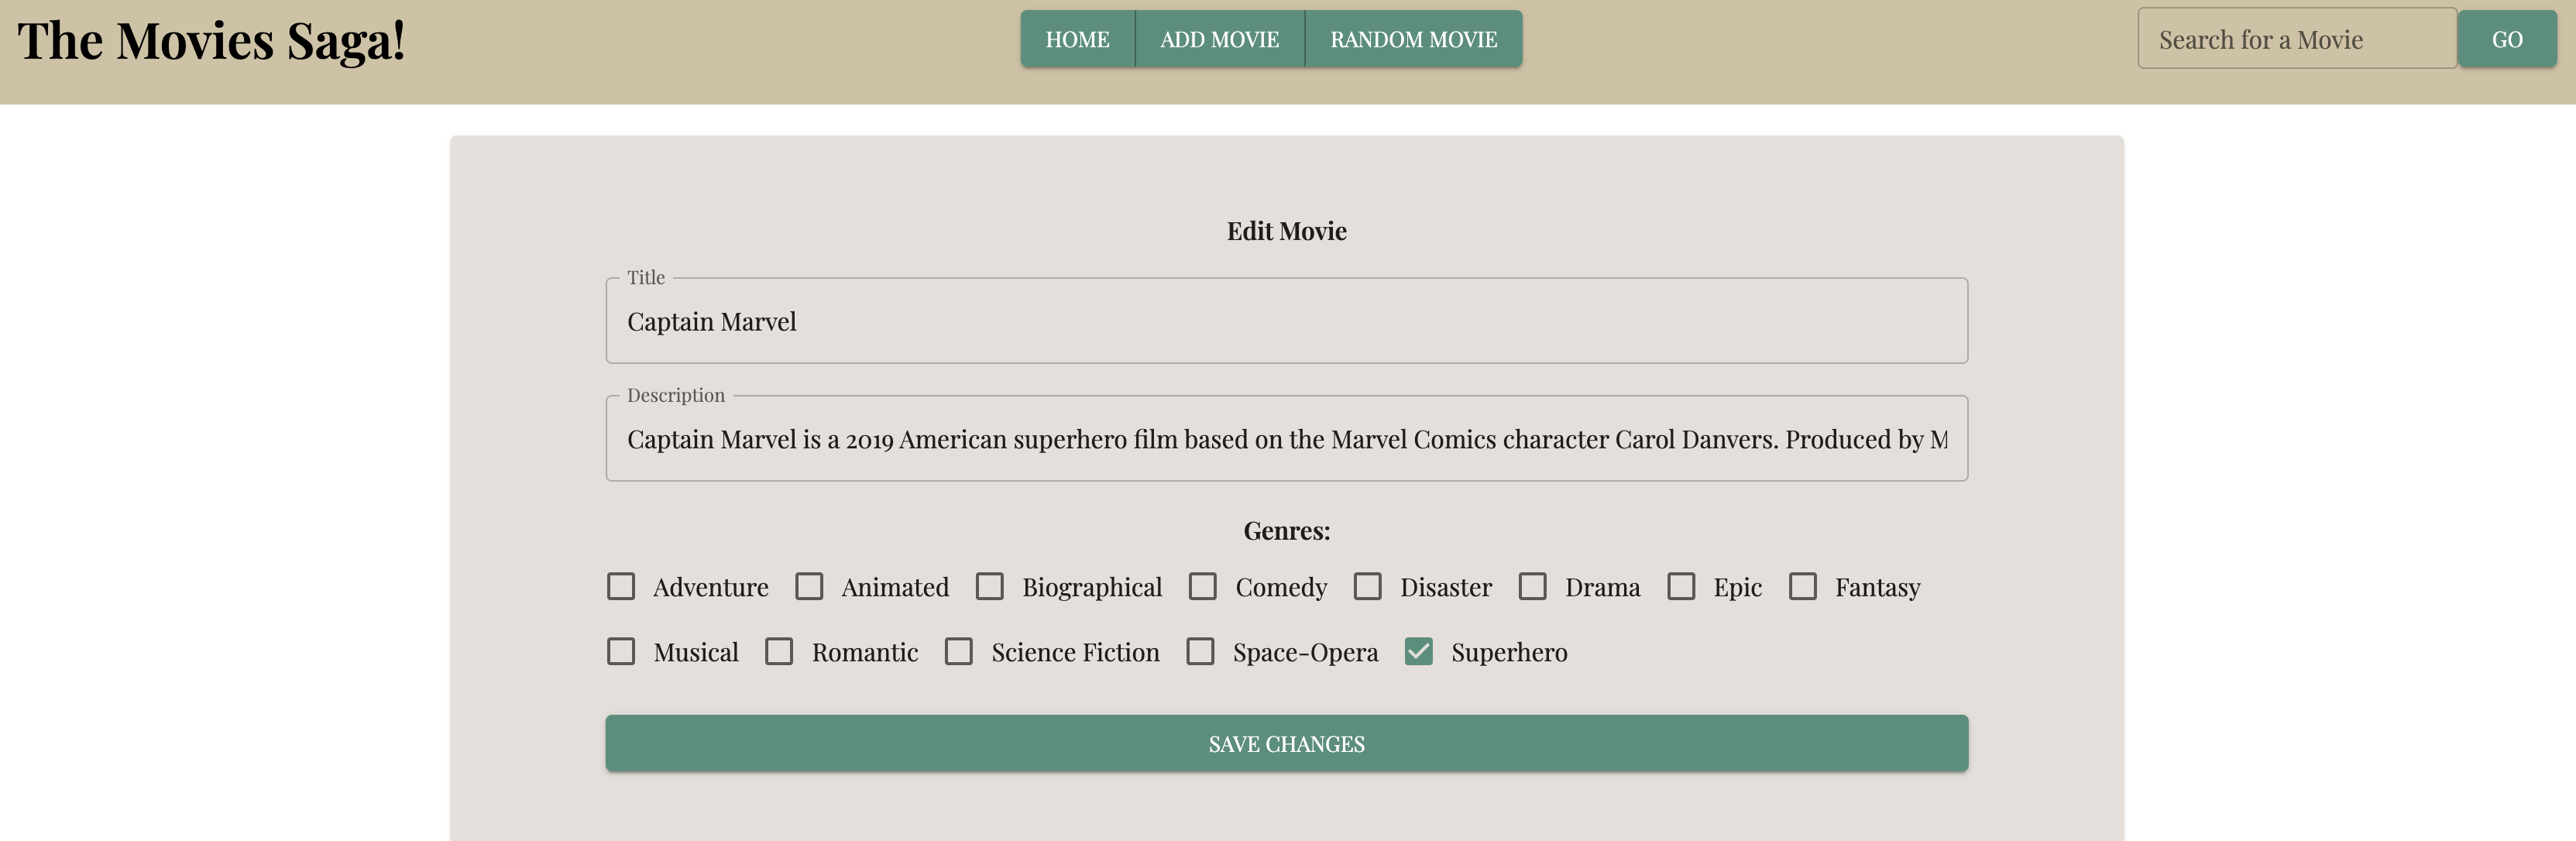 The Movies Saga!
HOME ADD MOVIE RANDOM MOVIE
Search for a Movie GO
Edit Movie
Title
Captain Marvel
Description
Captain Marvel is a 2019 American superhero film based on the Marvel Comics character Carol Danvers. Produced by M
Genres:
Adventure Animated Biographical Comedy Disaster Drama Epic Fantasy
Musical Romantic Science Fiction Space-Opera Superhero
SAVE CHANGES